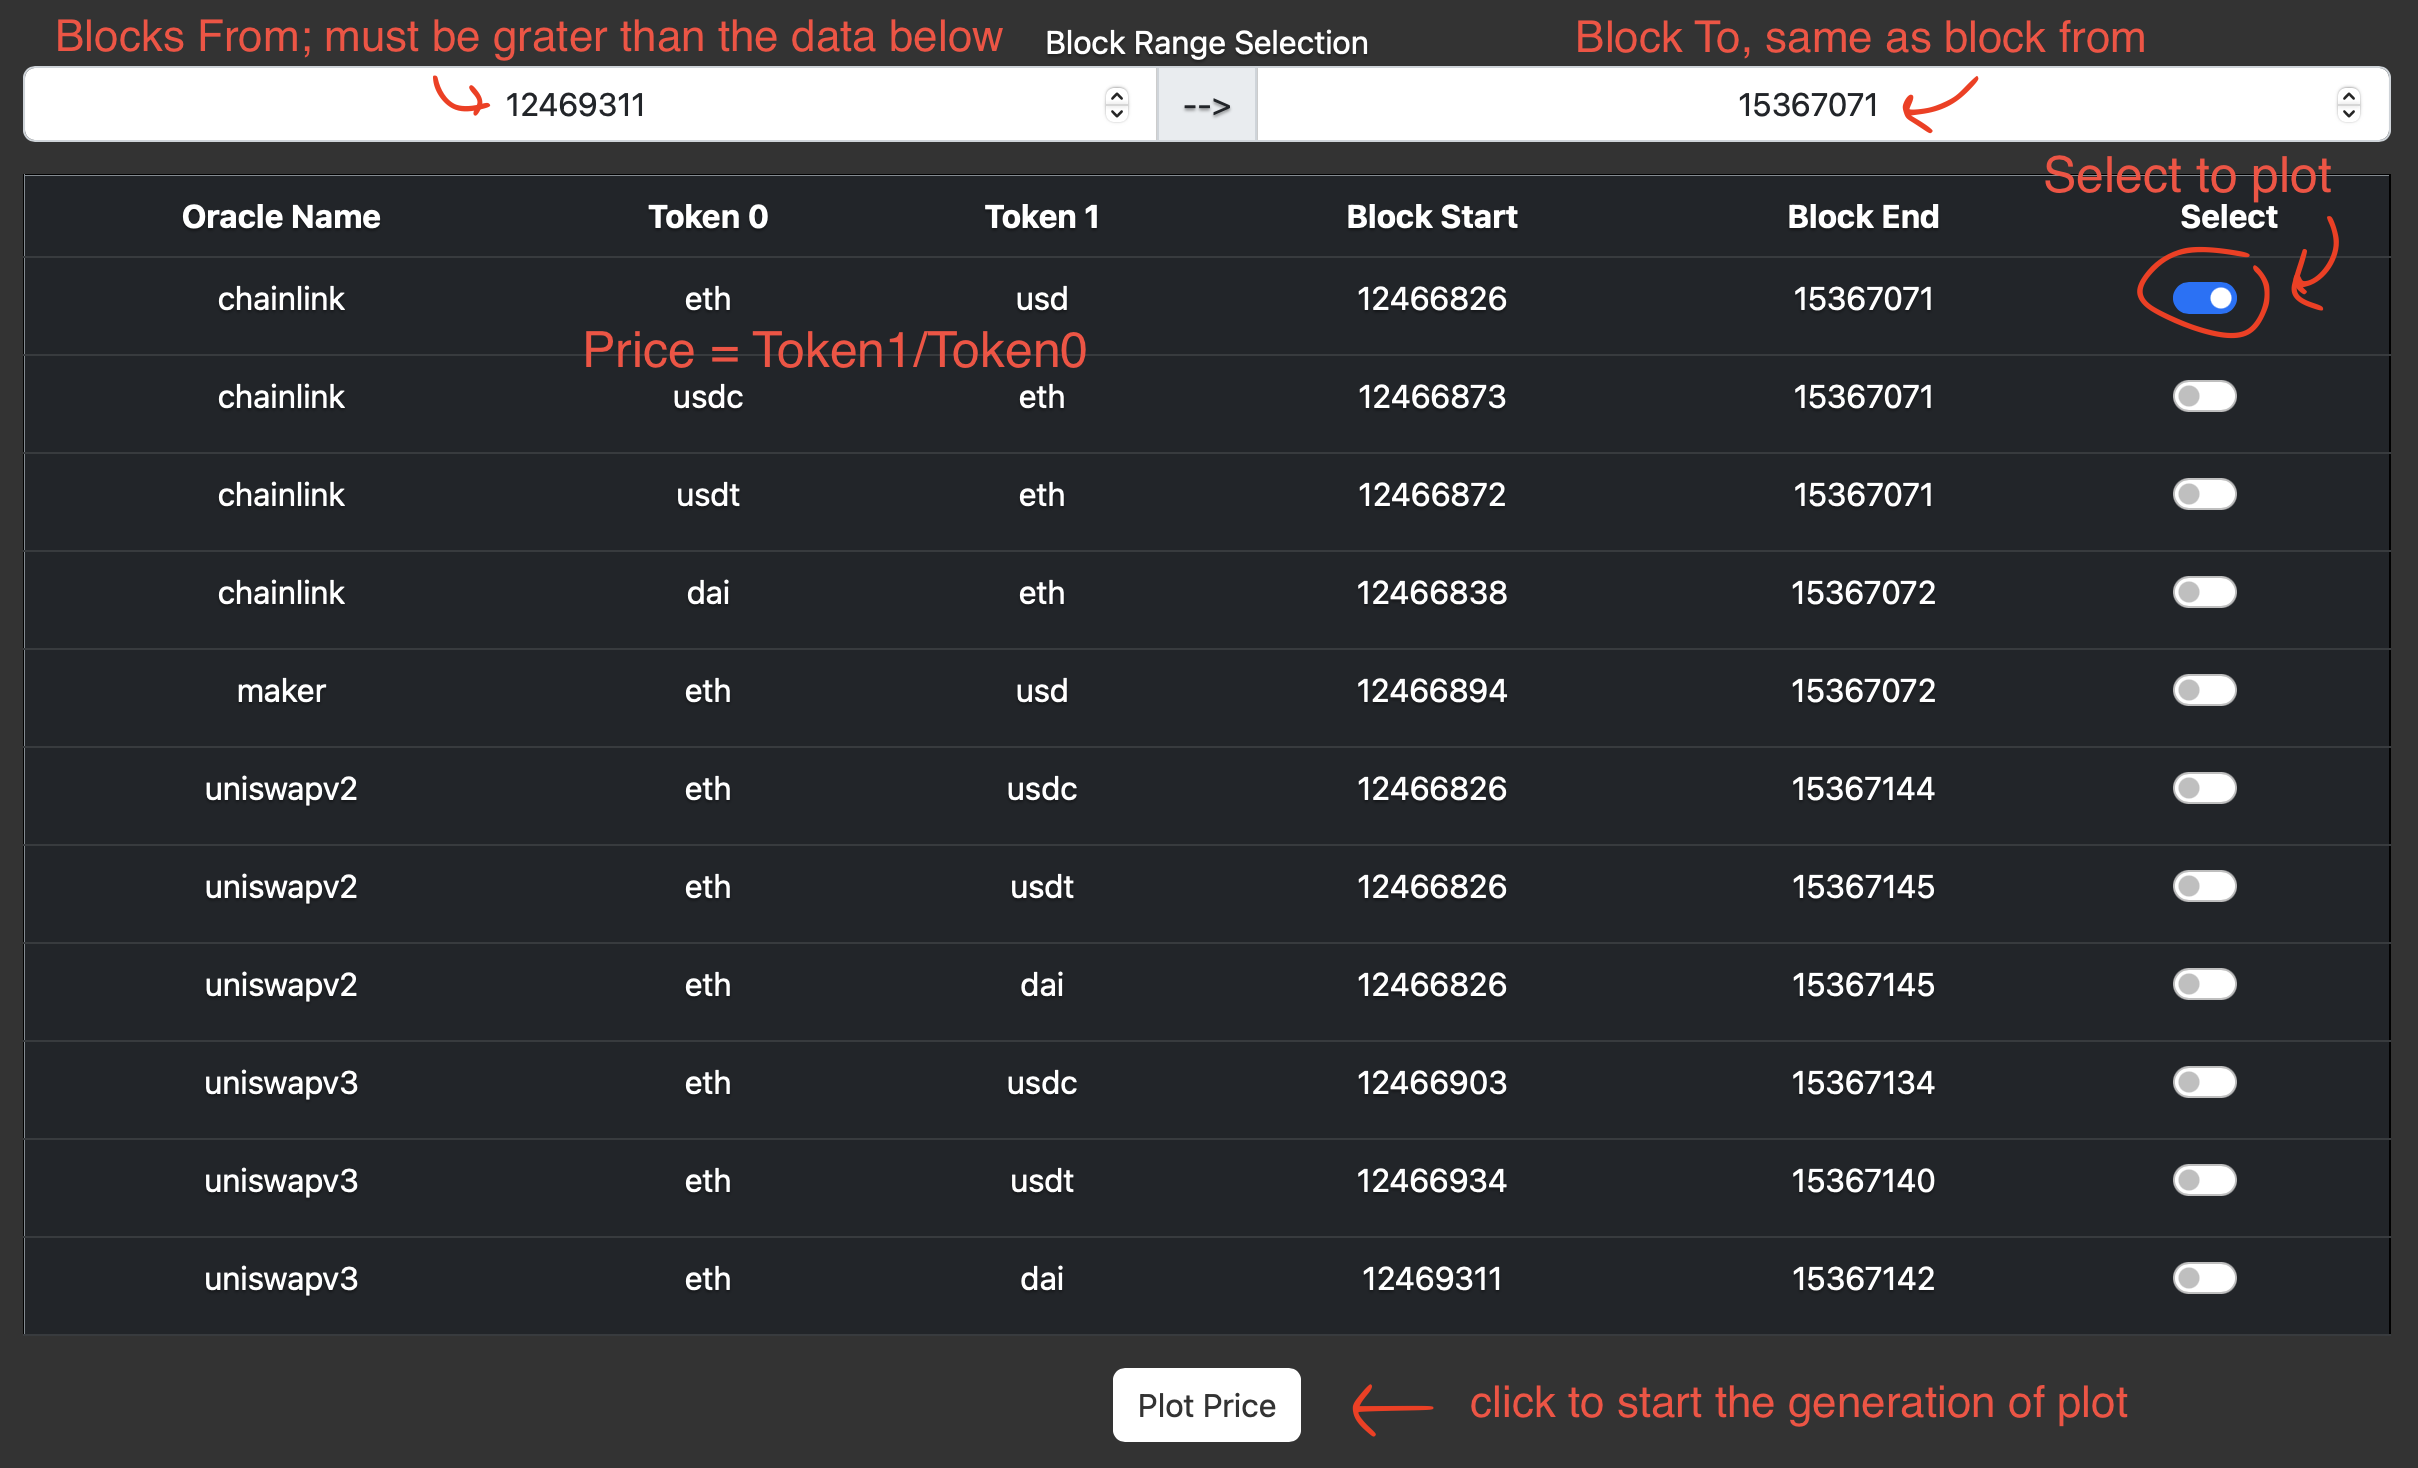 Blocks From; must be grater than the data below
Block Range Selection
Block To, same as block from
12469311 --> 15367071
Select to plot
Oracle Name Token 0 Token 1 Block Start Block End Select
chainlink eth usd 12466826 15367071
Price = Token1/Token0
chainlink usdc eth 12466873 15367071
chainlink usdt eth 12466872 15367071
chainlink dai eth 12466838 15367072
maker eth usd 12466894 15367072
uniswapv2 eth usdc 12466826 15367144
uniswapv2 eth usdt 12466826 15367145
uniswapv2 eth dai 12466826 15367145
uniswapv3 eth usdc 12466903 15367134
uniswapv3 eth usdt 12466934 15367140
uniswapv3 eth dai 12469311 15367142
Plot Price
click to start the generation of plot